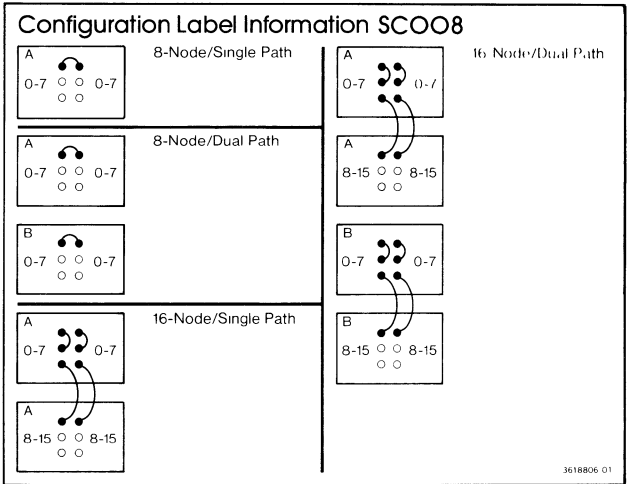 Configuration Label Information SC008
A
8-Node/Single Path
0-7 0-7
A
8-Node/Dual Path
0-7 0-7
B
0-7 0-7
A
16-Node/Single Path
0-7 0-7
A
8-15 8-15
A
16 Node/Dual Path
0-7 0-7
A
8-15 8-15
B
0-7 0-7
B
8-15 8-15
3618806 01